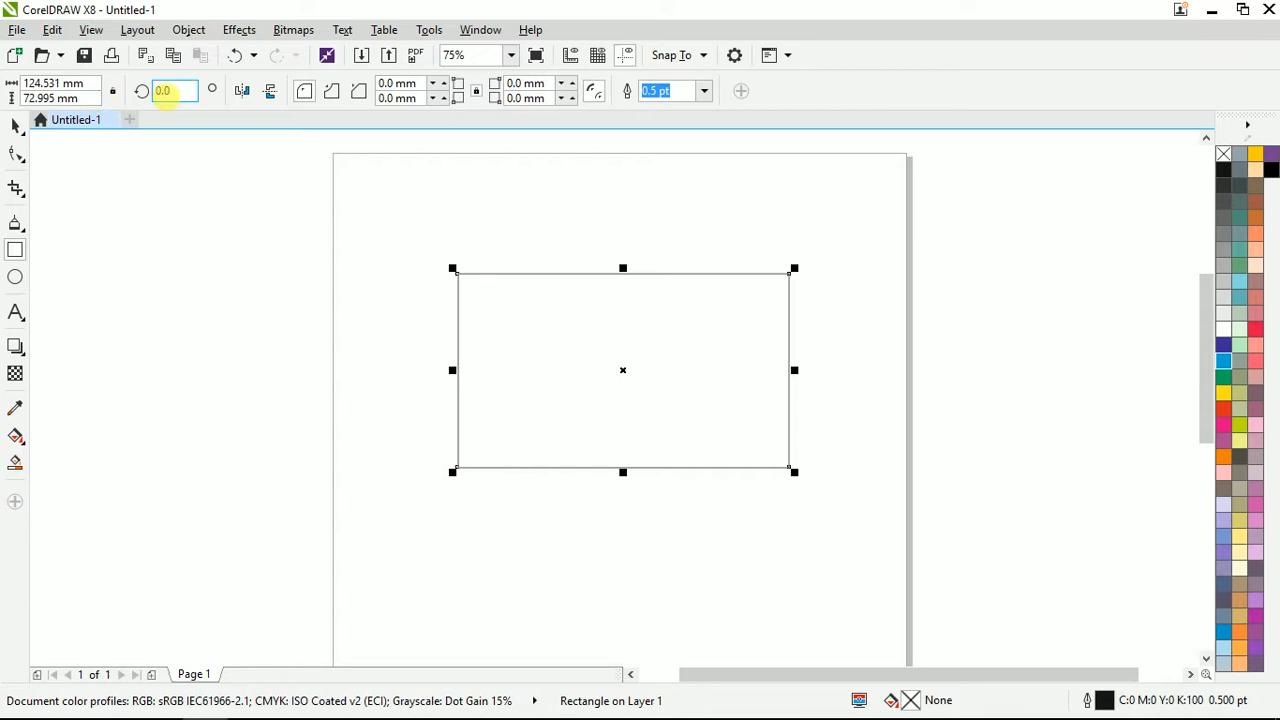 CorelDRAW X8 - Untitled-1
File Edit View Layout Object Effects Bitmaps Text Table Tools Window Help
PDF 75% Snap To
124.531 mm 0.0 0.0 mm 0.0 mm 0.5 pt
72.995 mm 0.0 mm 0.0 mm
Untitled-1
1 of 1 Page 1
Document color profiles: RGB: sRGB IEC61966-2.1; CMYK: ISO Coated v2 (ECI); Grayscale: Dot Gain 15% Rectangle on Layer 1 None C:0 M:0 Y:0 K:100 0.500 pt